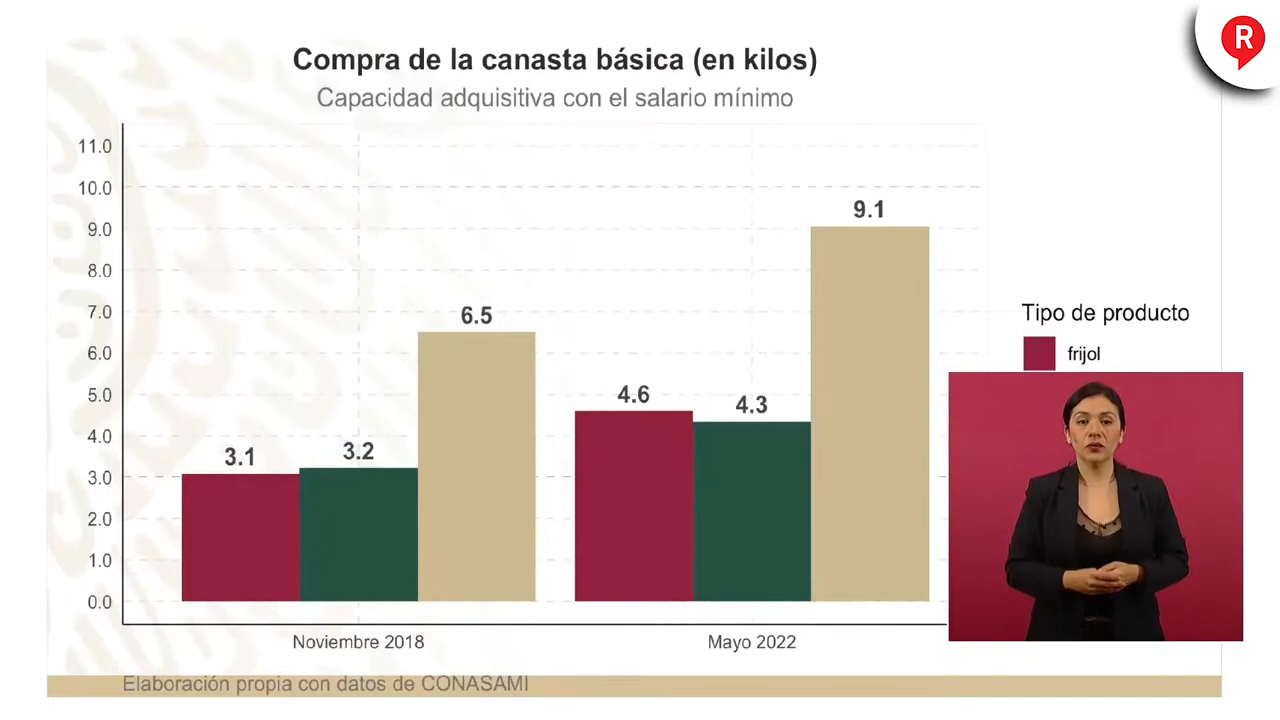 R
Compra de la canasta básica (en kilos)
Capacidad adquisitiva con el salario mínimo
11.0
10.0
9.0
8.0
7.0
6.0
5.0
4.0
3.0
2.0
1.0
0.0
3.1
3.2
6.5
4.6
4.3
9.1
Noviembre 2018
Mayo 2022
Tipo de producto
frijol
Elaboración propia con datos de CONASAMI